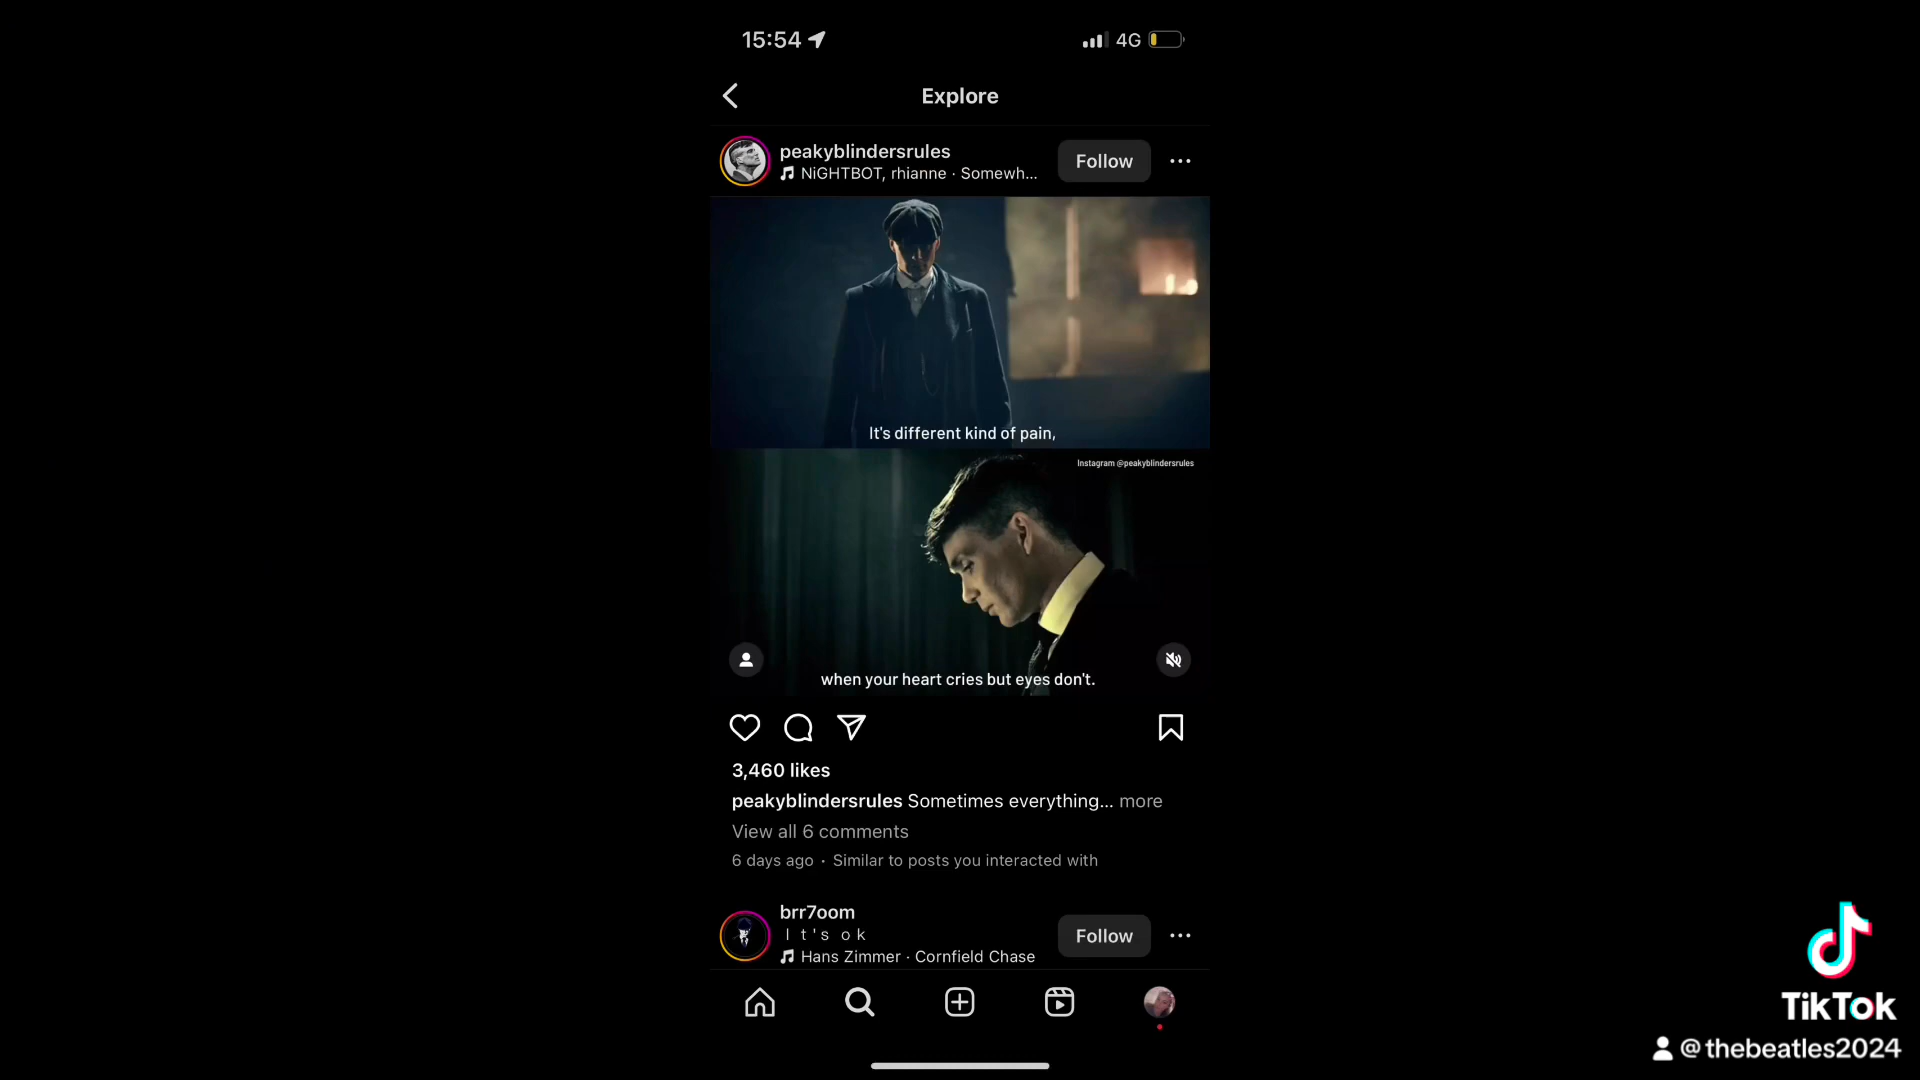 15:54
4G
Explore
peakyblindersrules
NiGHTBOT, rhianne · Somewh...
Follow
It's different kind of pain,
Instagram @peakyblindersrules
when your heart cries but eyes don't.
3,460 likes
peakyblindersrules Sometimes everything... more
View all 6 comments
6 days ago · Similar to posts you interacted with
brr7oom
It's ok
Hans Zimmer · Cornfield Chase
Follow
TikTok
@thebeatles2024